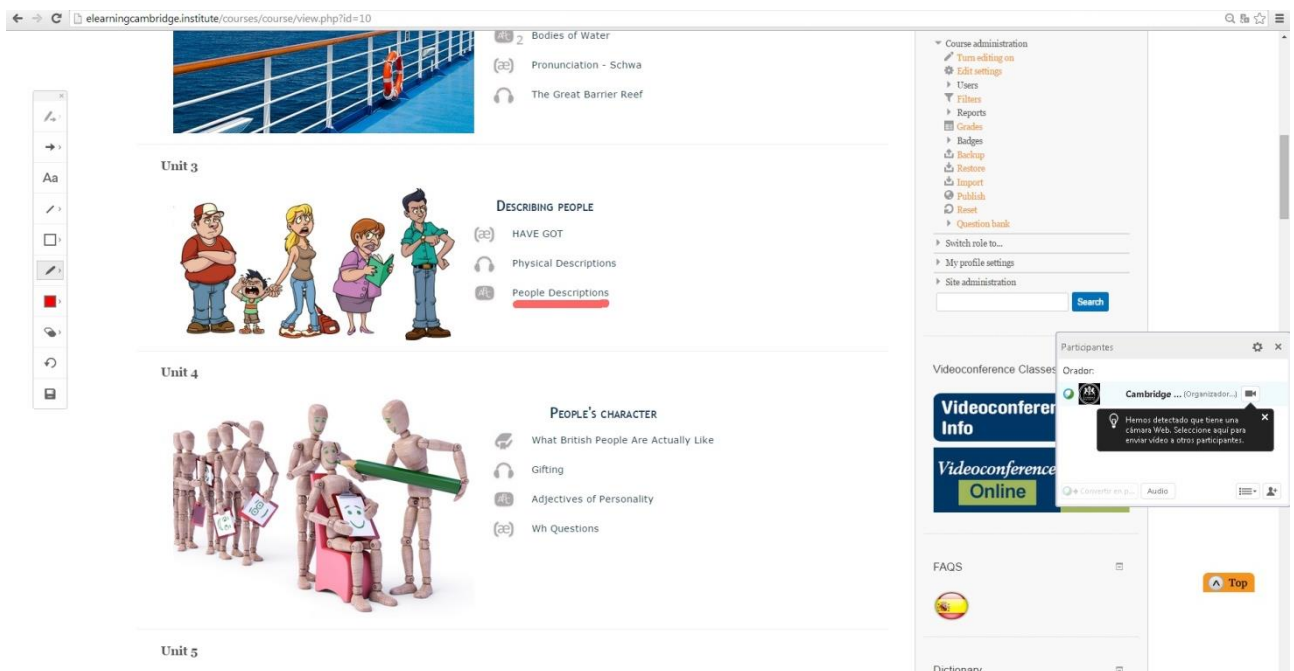 elearningcambridge.institute/courses/course/view.php?id=10
2 Bodies of Water
(æ) Pronunciation - Schwa
The Great Barrier Reef
Unit 3
Describing people
(æ) HAVE GOT
Physical Descriptions
People Descriptions
Unit 4
People's character
What British People Are Actually Like
Gifting
Adjectives of Personality
(æ) Wh Questions
Unit 5
Aa
Course administration
Turn editing on
Edit settings
Users
Filters
Reports
Grades
Badges
Backup
Restore
Import
Publish
Reset
Question bank
Switch role to...
My profile settings
Site administration
Search
Videoconference Classes
Videoconferen
Info
Videoconference
Online
FAQS
Dictionary
Participantes
Orador:
Cambridge ... (Organizador...)
Hemos detectado que tiene una
cámara Web. Seleccione aquí para
enviar vídeo a otros participantes.
Convertir en p... Audio
Top